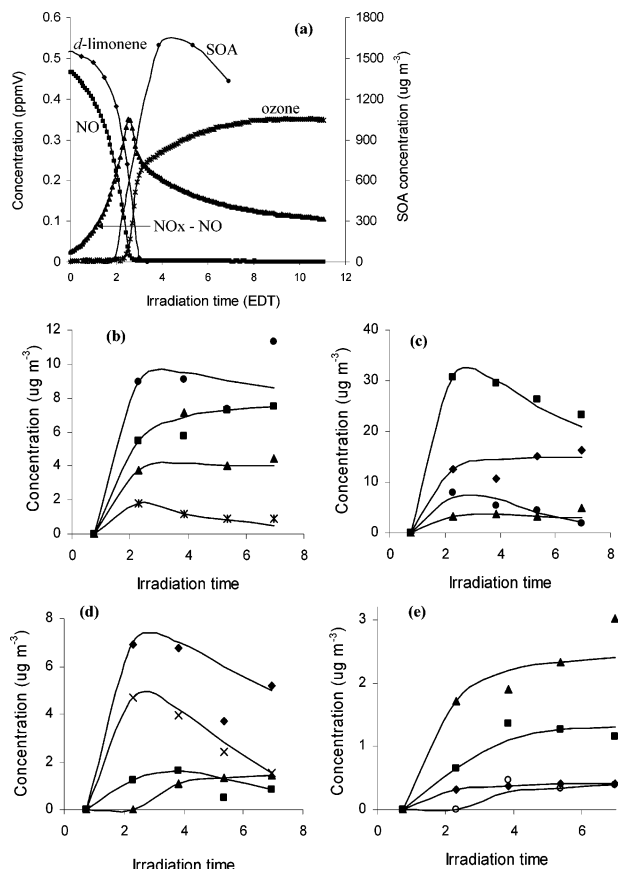 (a)
Concentration (ppmV)
0.6
0.5
0.4
0.3
0.2
0.1
0
d-limonene
SOA
NO
ozone
NOx - NO
1800
1500
1200
900
600
300
0
SOA concentration (ug m-3)
0 2 4 6 8 10 12
Irradiation time (EDT)
(b)
Concentration (ug m-3)
12
10
8
6
4
2
0
0 2 4 6 8
Irradiation time
(c)
Concentration (ug m-3)
40
30
20
10
0
0 2 4 6 8
Irradiation time
(d)
Concentration (ug m-3)
8
6
4
2
0
0 2 4 6 8
Irradiation time
(e)
Concentration (ug m-3)
3
2
1
0
0 2 4 6
Irradiation time